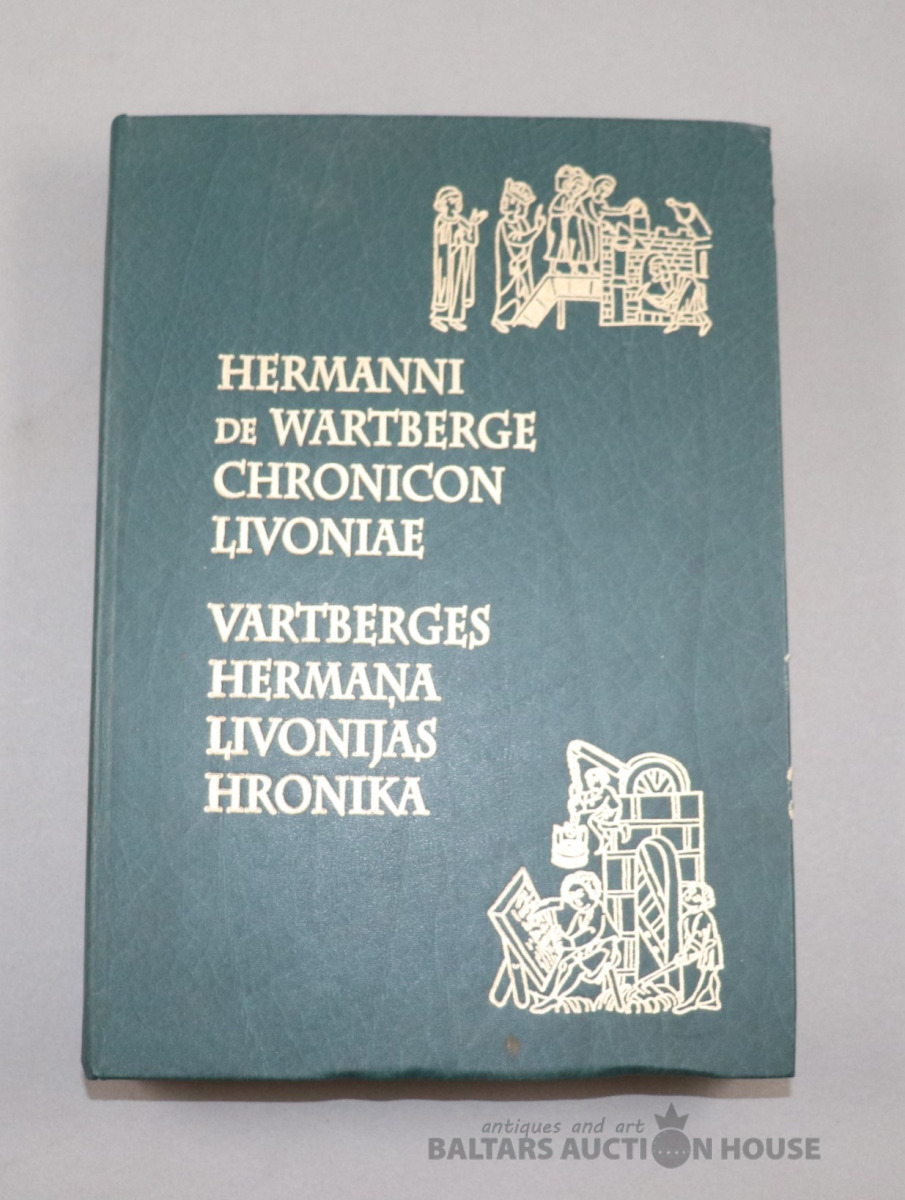 HERMANNI
DE WARTBERGE
CHRONICON
LIVONIAE
VARTBERGES
HERMAŅA
LIVONIJAS
HRONIKA
antiques and art
BALTARS AUCTION HOUSE